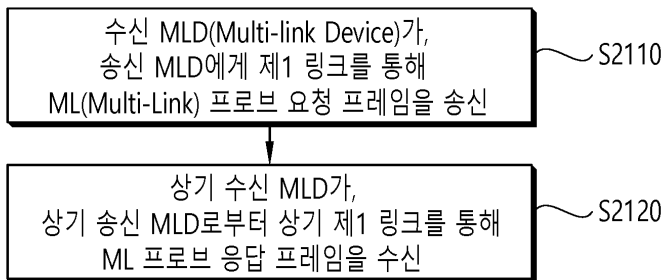 수신 MLD(Multi-link Device)가,
송신 MLD에게 제1 링크를 통해
ML(Multi-Link) 프로브 요청 프레임을 송신
S2110
상기 수신 MLD가,
상기 송신 MLD로부터 상기 제1 링크를 통해
ML 프로브 응답 프레임을 수신
S2120